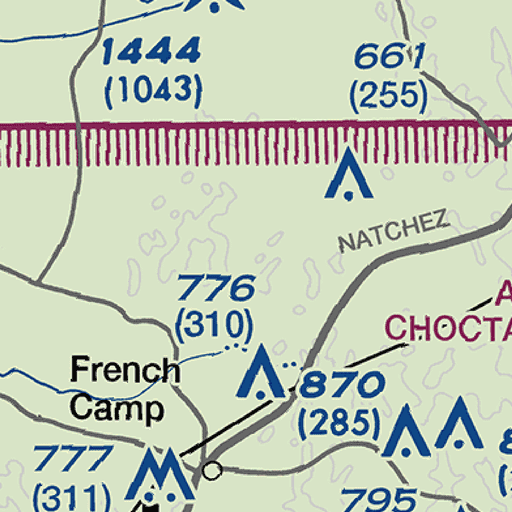 1444
(1043)
661
(255)
NATCHEZ
776
(310)
CHOCTA
French
Camp
870
(285)
777
(311)
795